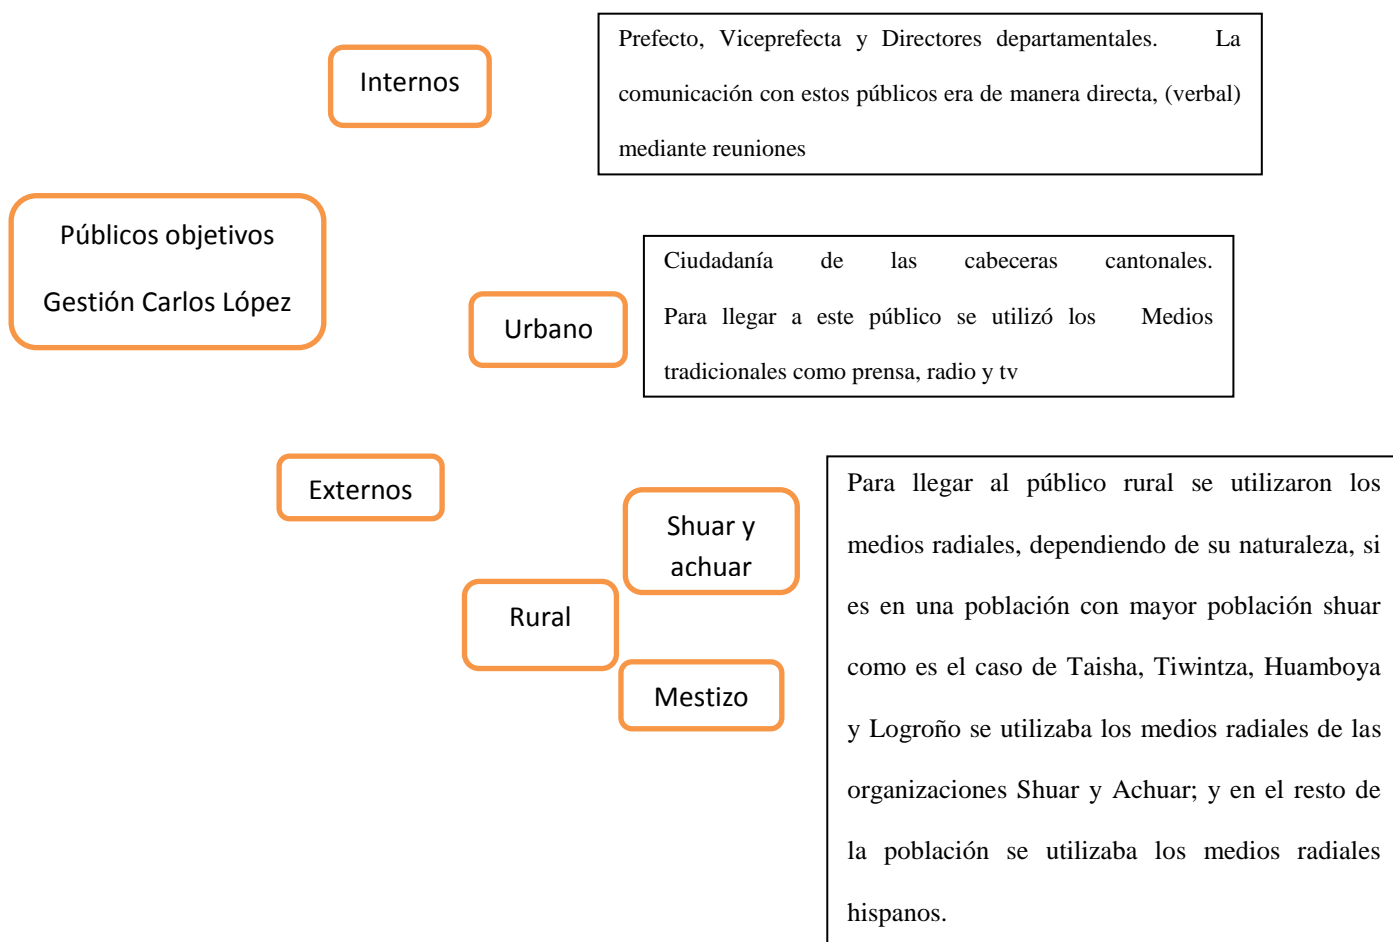 Internos
Prefecto, Viceprefecta y Directores departamentales. La
comunicación con estos públicos era de manera directa, (verbal)
mediante reuniones
Públicos objetivos
Gestión Carlos López
Urbano
Ciudadanía de las cabeceras cantonales.
Para llegar a este público se utilizó los Medios
tradicionales como prensa, radio y tv
Externos
Shuar y
achuar
Rural
Mestizo
Para llegar al público rural se utilizaron los
medios radiales, dependiendo de su naturaleza, si
es en una población con mayor población shuar
como es el caso de Taisha, Tiwintza, Huamboya
y Logroño se utilizaba los medios radiales de las
organizaciones Shuar y Achuar; y en el resto de
la población se utilizaba los medios radiales
hispanos.